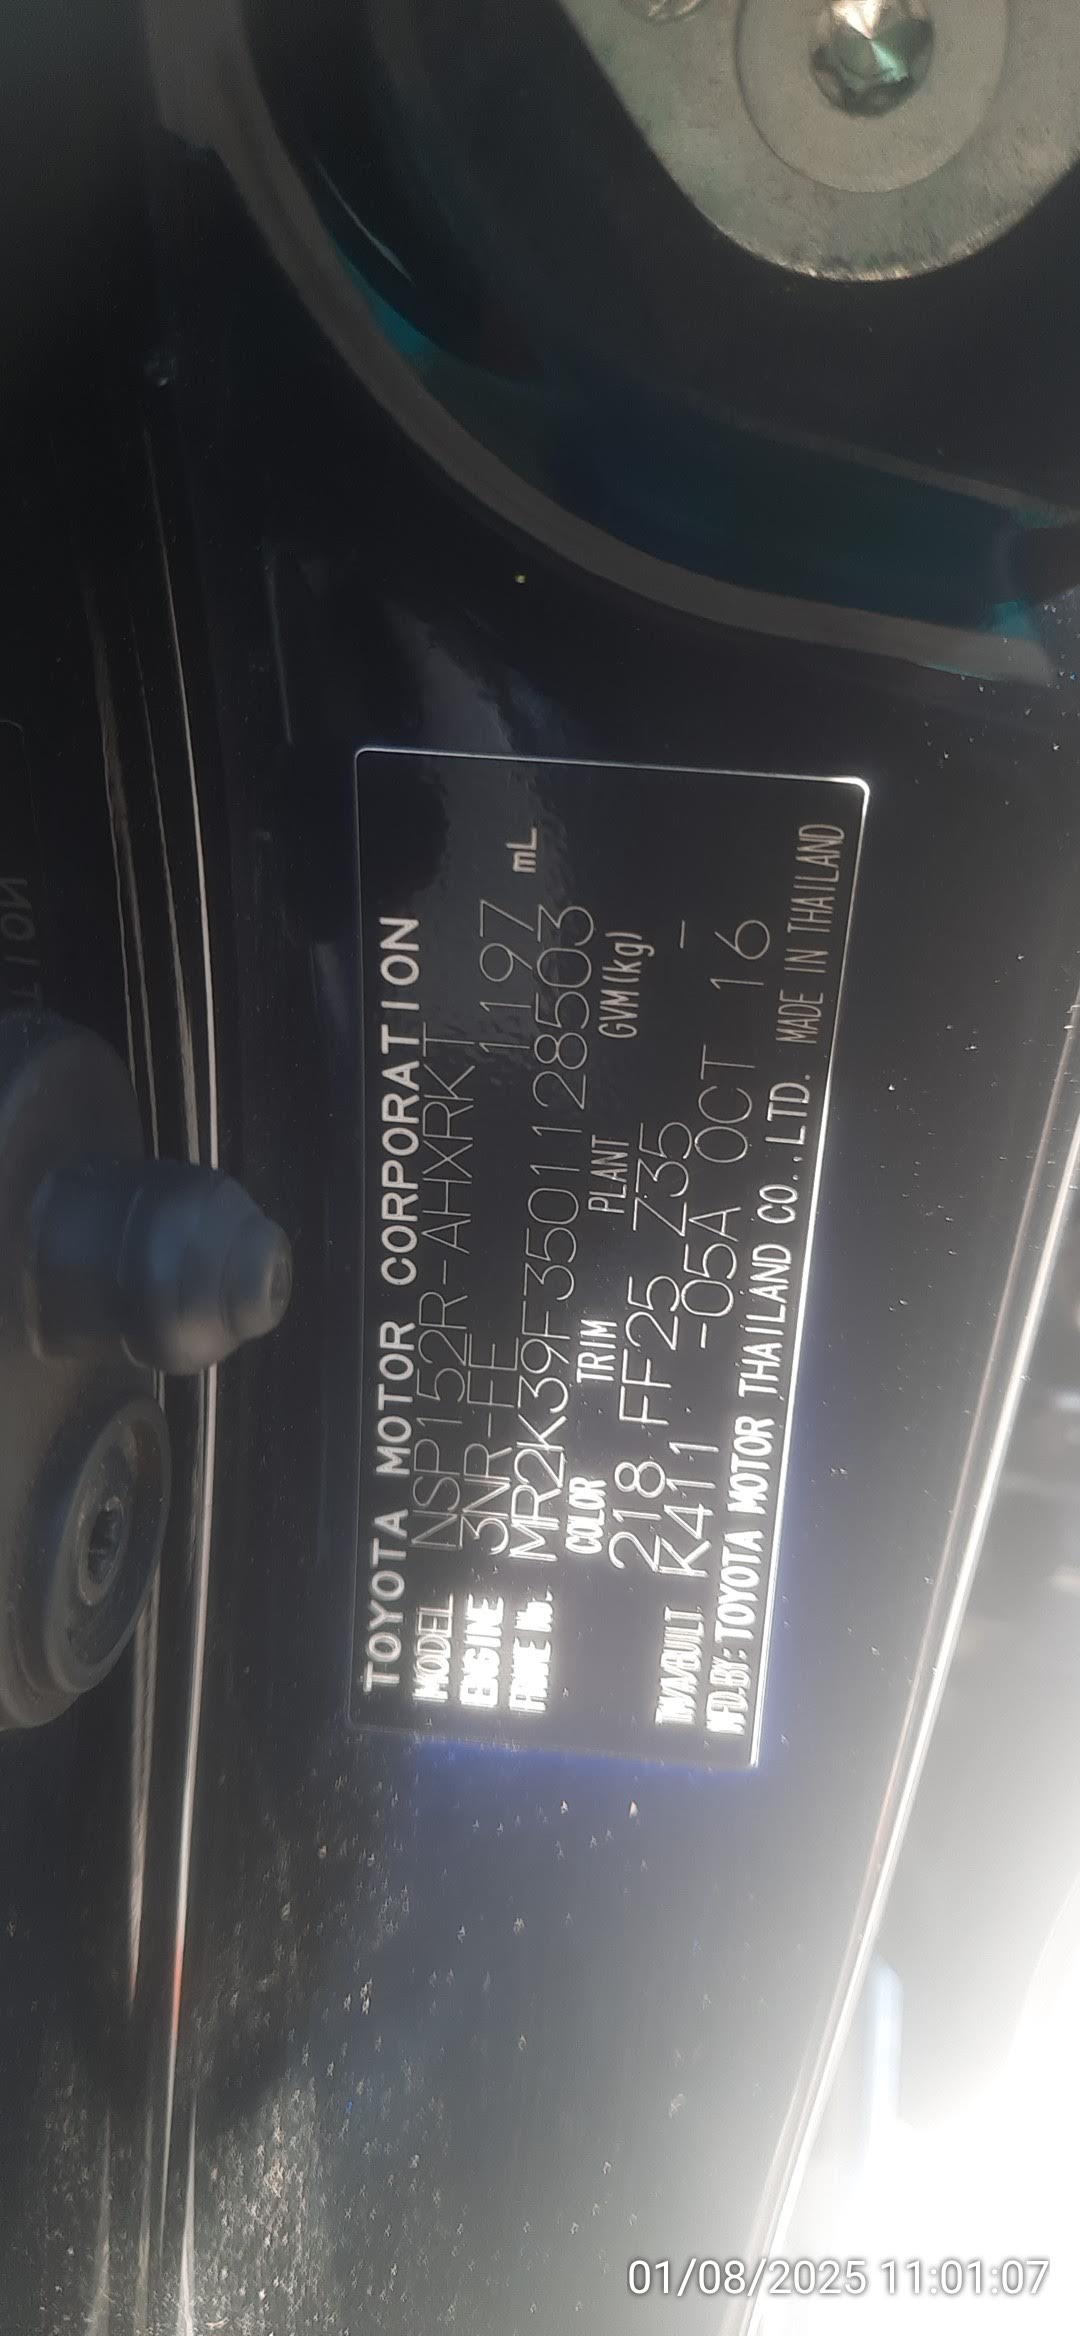 TOYOTA MOTOR CORPORATION
MODEL NSP152R-AHXRKT
ENGINE 3NR-FE 1197 mL
FRAME No. MR2K39F3501128503
COLOR TRIM PLANT GVM(kg)
218 FF25 Z35 -
T/A/BUILT K411 -05A OCT 16
MFD.BY: TOYOTA MOTOR THAILAND CO.,LTD. MADE IN THAILAND
01/08/2025 11:01:07